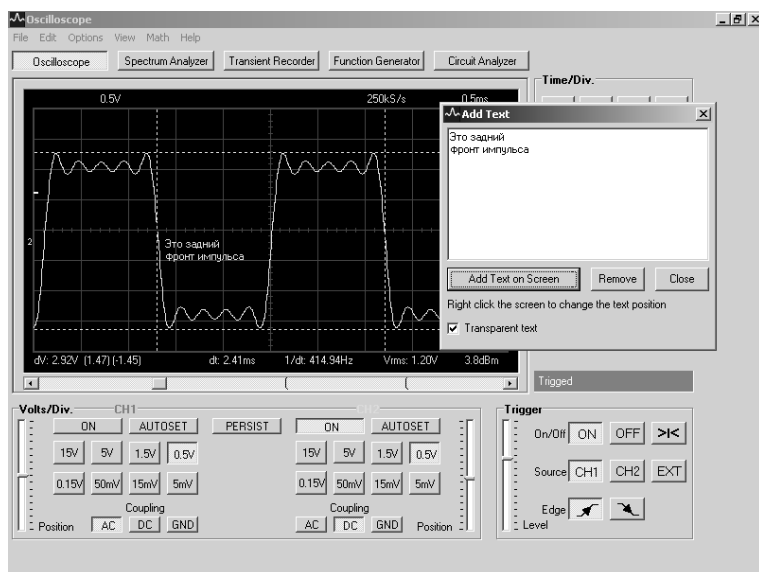 Oscilloscope
File Edit Options View Math Help
Oscilloscope Spectrum Analyzer Transient Recorder Function Generator Circuit Analyzer
Time/Div.
0.5V 250kS/s 0.5ms
Add Text
Это задний
фронт импульса
2
Это задний
фронт импульса
Add Text on Screen Remove Close
Right click the screen to change the text position
Transparent text
dV: 2.92V (1.47) (-1.45) dt: 2.41ms 1/dt: 414.94Hz Vrms: 1.20V 3.8dBm
Trigged
Volts/Div. CH1 CH2 Trigger
ON AUTOSET PERSIST ON AUTOSET
On/Off ON OFF >I<
15V 5V 1.5V 0.5V 15V 5V 1.5V 0.5V
Source CH1 CH2 EXT
0.15V 50mV 15mV 5mV 0.15V 50mV 15mV 5mV
Coupling Coupling
Edge
Position AC DC GND AC DC GND Position
Level